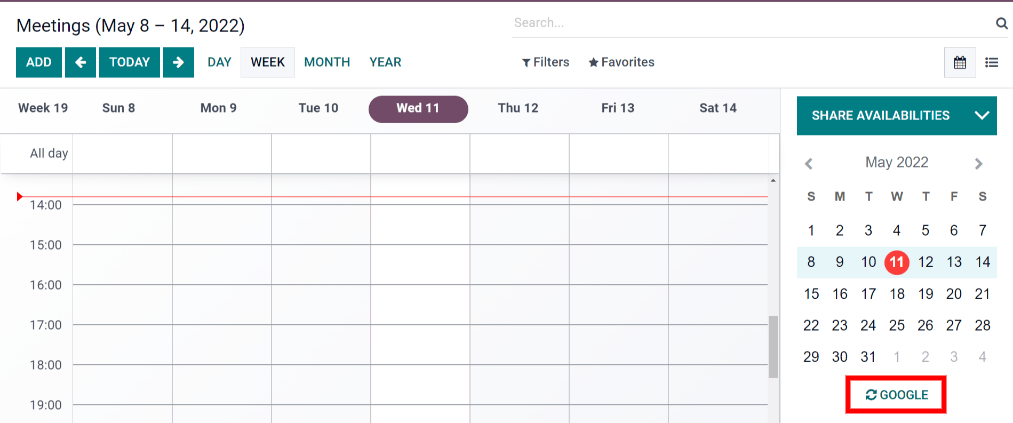 Meetings (May 8 – 14, 2022)
Search...
ADD TODAY DAY WEEK MONTH YEAR
Filters Favorites
Week 19 Sun 8 Mon 9 Tue 10 Wed 11 Thu 12 Fri 13 Sat 14
All day
14:00
15:00
16:00
17:00
18:00
19:00
SHARE AVAILABILITIES
May 2022
S M T W T F S
1 2 3 4 5 6 7
8 9 10 11 12 13 14
15 16 17 18 19 20 21
22 23 24 25 26 27 28
29 30 31 1 2 3 4
GOOGLE